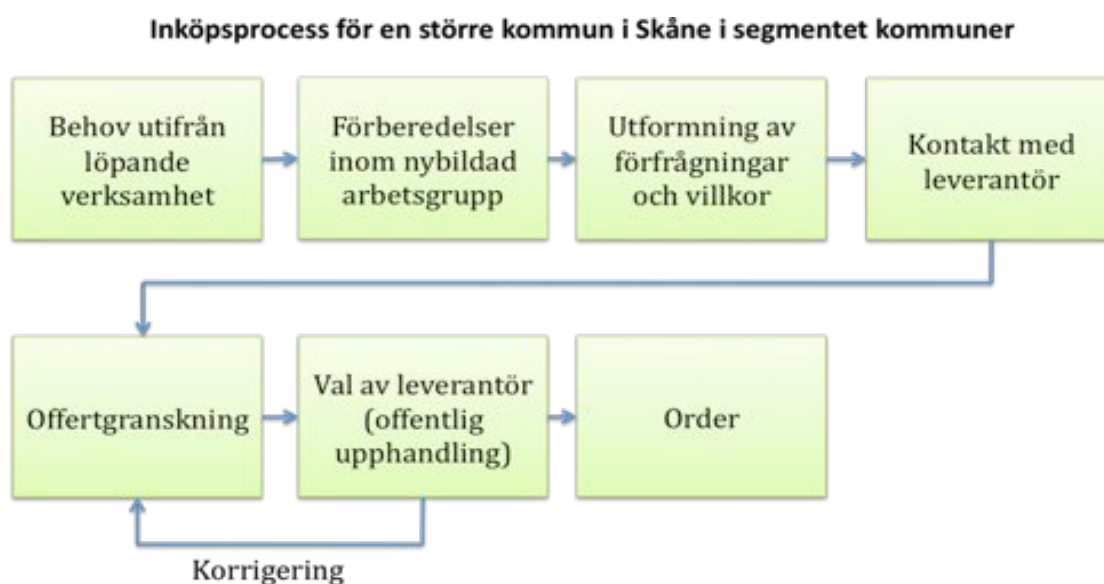 Inköpsprocess för en större kommun i Skåne i segmentet kommuner
Behov utifrån
löpande
verksamhet
Förberedelser
inom nybildad
arbetsgrupp
Utformning av
förfrågningar
och villkor
Kontakt med
leverantör
Offertgranskning
Val av leverantör
(offentlig
upphandling)
Order
Korrigering